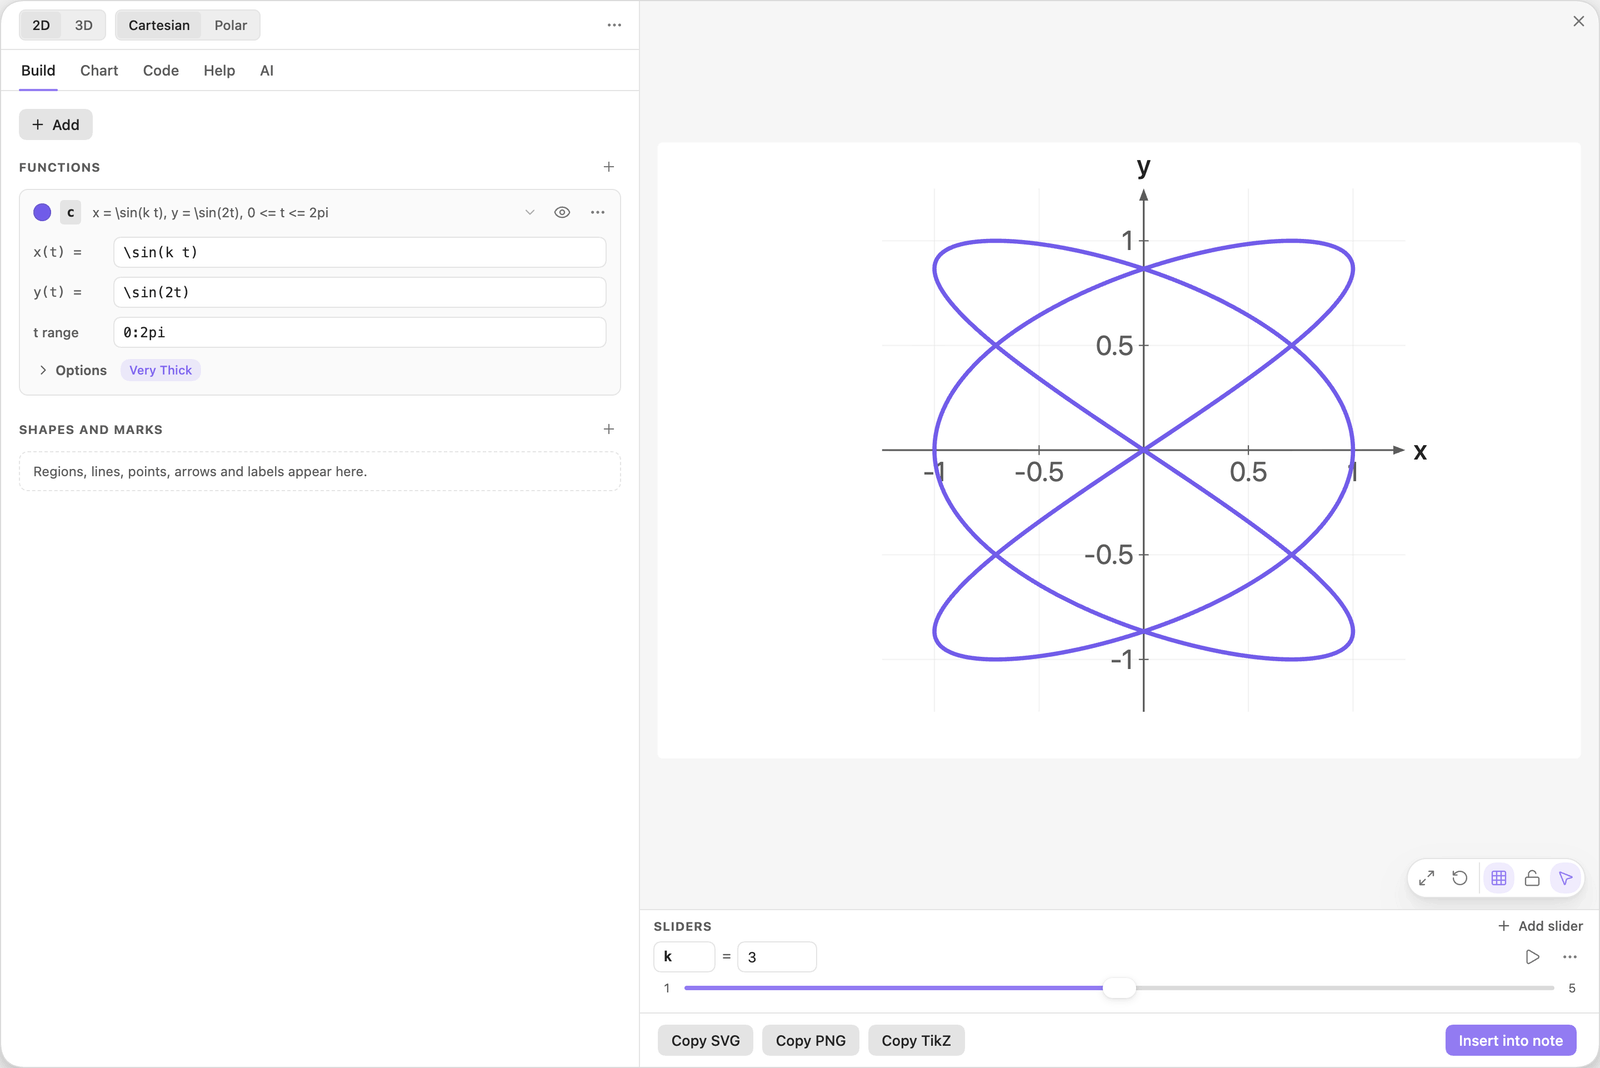 2D 3D Cartesian Polar
Build Chart Code Help AI
+ Add
FUNCTIONS
c x = \sin(k t), y = \sin(2t), 0 <= t <= 2pi
x(t) = \sin(k t)
y(t) = \sin(2t)
t range 0:2pi
Options Very Thick
SHAPES AND MARKS
Regions, lines, points, arrows and labels appear here.
y
1
0.5
x
-1 -0.5 0.5 1
-0.5
-1
SLIDERS + Add slider
k = 3
1 5
Copy SVG Copy PNG Copy TikZ Insert into note